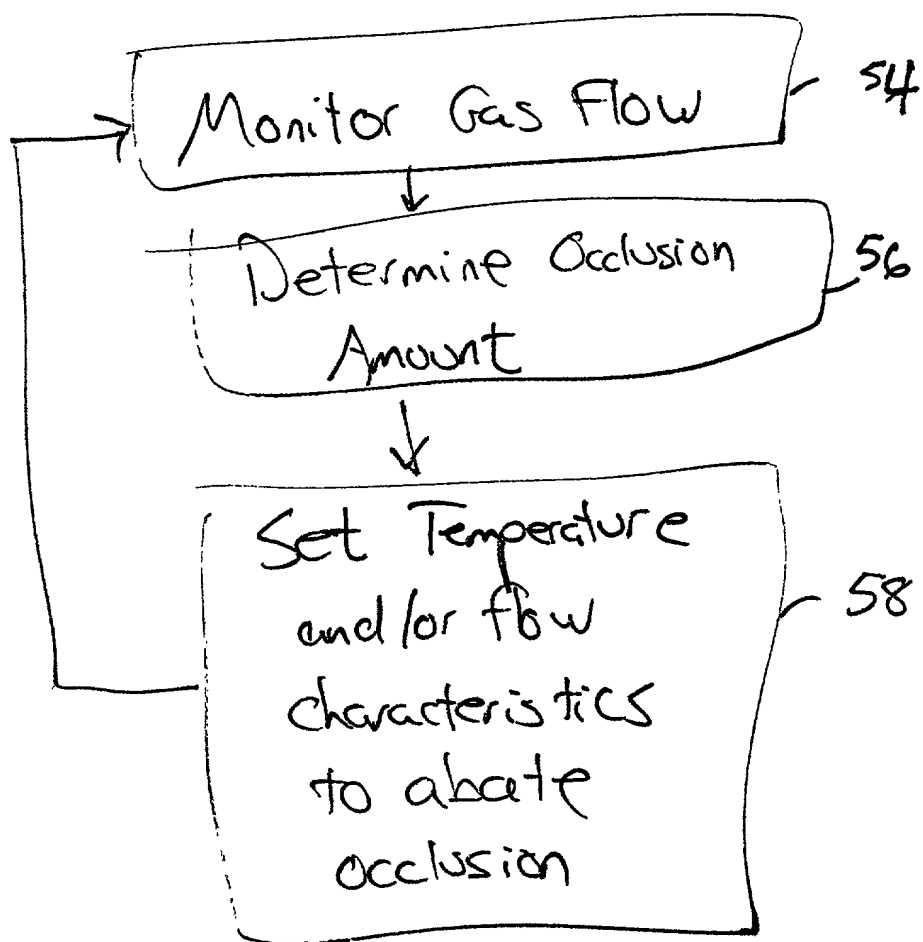 Monitor Gas Flow
54
Determine Occlusion
Amount
56
Set Temperature
and/or flow
characteristics
to abate
occlusion
58